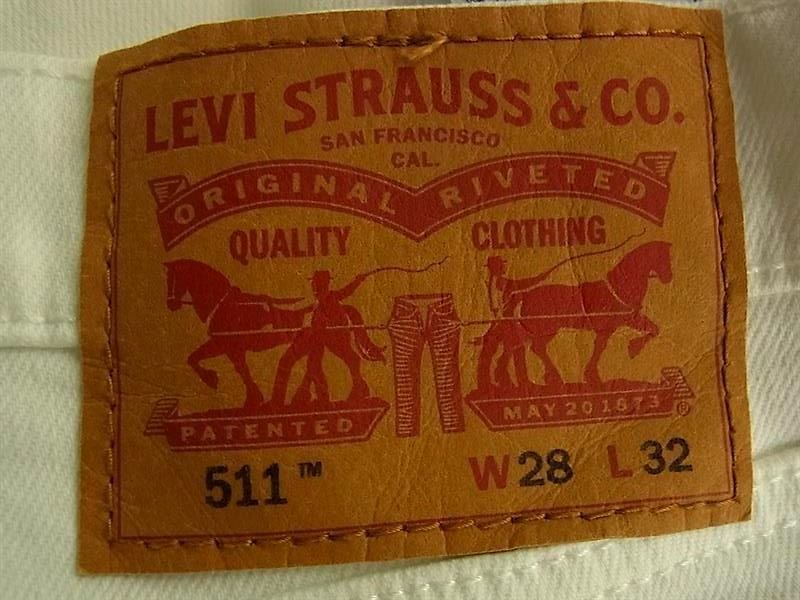 LEVI STRAUSS & CO.
SAN FRANCISCO
CAL.
ORIGINAL RIVETED
QUALITY CLOTHING
PATENTED MAY 20 1873 ®
511™ W28 L32